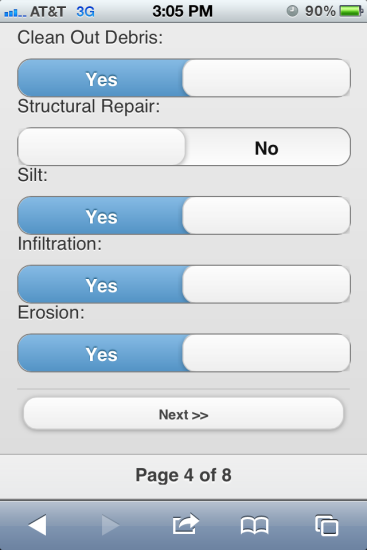 AT&T 3G 3:05 PM 90%
Clean Out Debris:
Yes
Structural Repair:
No
Silt:
Yes
Infiltration:
Yes
Erosion:
Yes
Next >>
Page 4 of 8